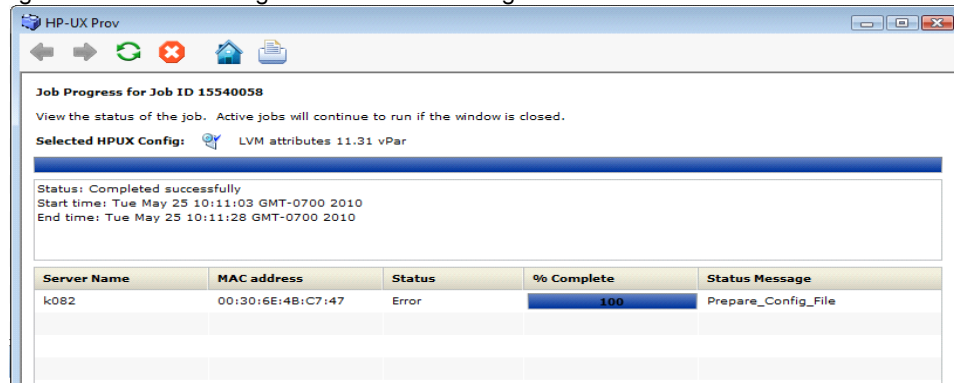 HP-UX Prov
Job Progress for Job ID 15540058
View the status of the job. Active jobs will continue to run if the window is closed.
Selected HPUX Config: LVM attributes 11.31 vPar
Status: Completed successfully
Start time: Tue May 25 10:11:03 GMT-0700 2010
End time: Tue May 25 10:11:28 GMT-0700 2010
Server Name MAC address Status % Complete Status Message
k082 00:30:6E:4B:C7:47 Error 100 Prepare_Config_File